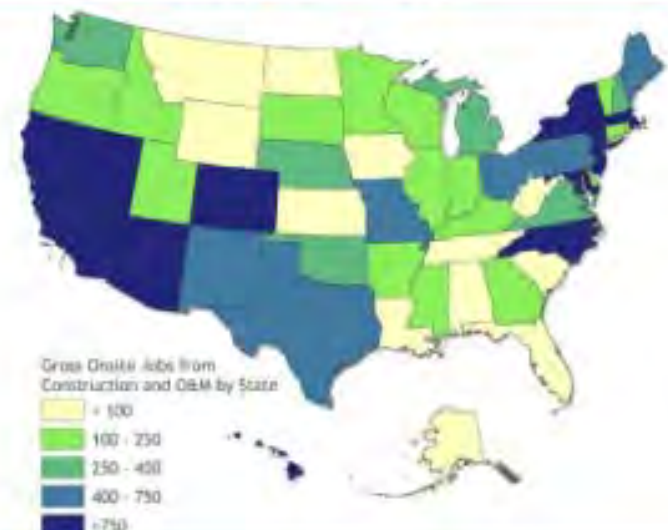 Gross Onsite Jobs from
Construction and O&M by State
< 100
100 - 250
250 - 400
400 - 750
>750